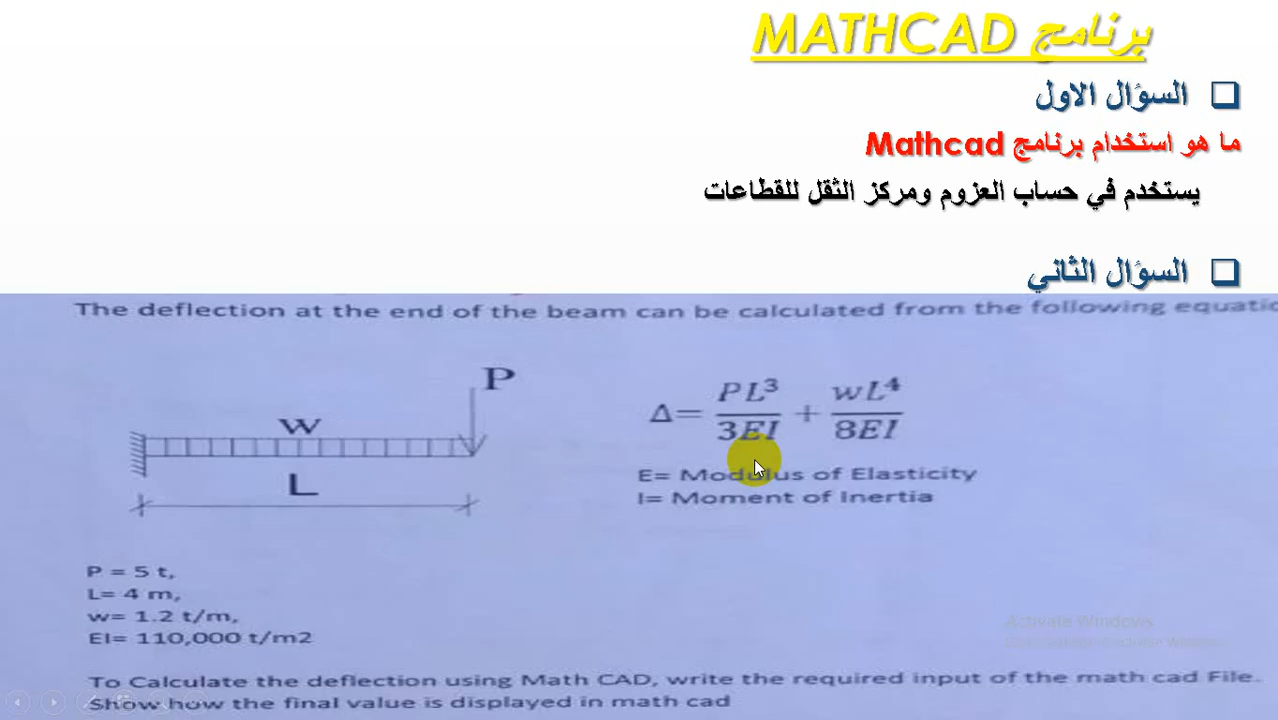 برنامج MATHCAD
السؤال الاول
ما هو استخدام برنامج Mathcad
يستخدم في حساب العزوم ومركز الثقل للقطاعات
السؤال الثاني
The deflection at the end of the beam can be calculated from the following equatio
P
w
L
Δ= PL³/3EI + wL⁴/8EI
E= Modulus of Elasticity
I= Moment of Inertia
P = 5 t,
L= 4 m,
w= 1.2 t/m,
EI= 110,000 t/m2
Activate Windows
To Calculate the deflection using Math CAD, write the required input of the math cad File.
Show how the final value is displayed in math cad